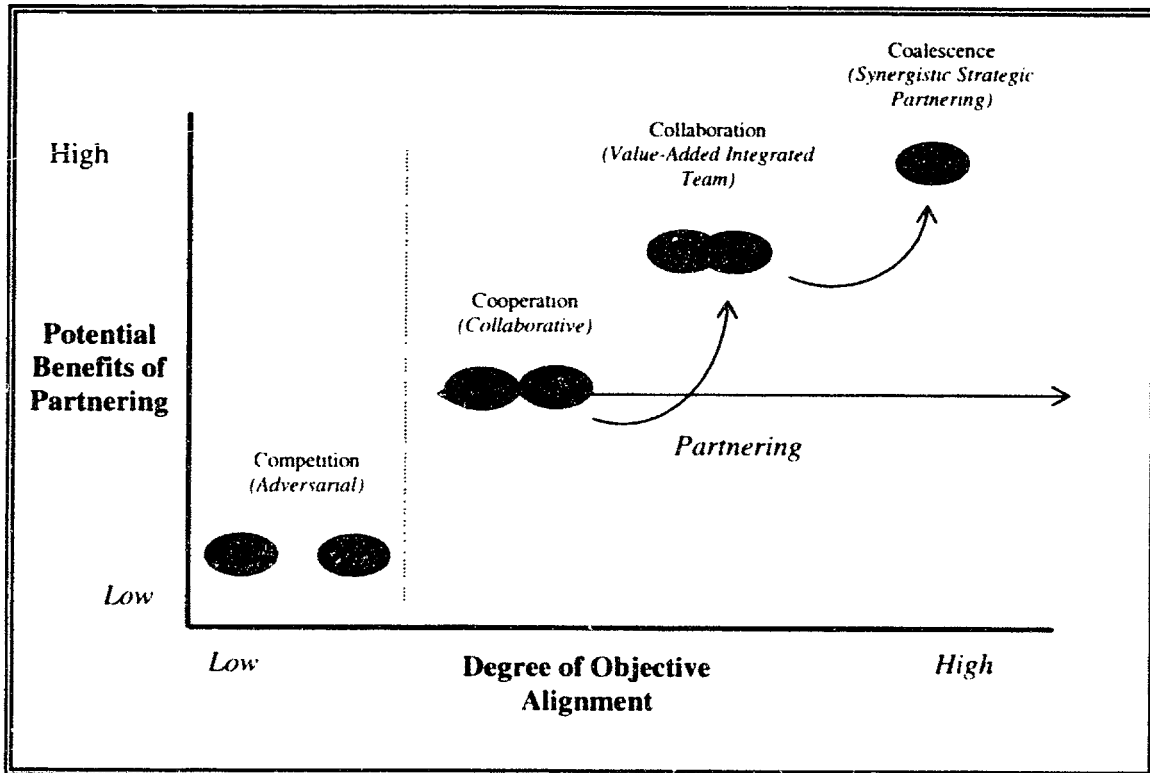 Coalescence
(Synergistic Strategic
Partnering)
Collaboration
(Value-Added Integrated
Team)
High
Cooperation
(Collaborative)
Potential
Benefits of
Partnering
Partnering
Competition
(Adversarial)
Low
Low
Degree of Objective
Alignment
High